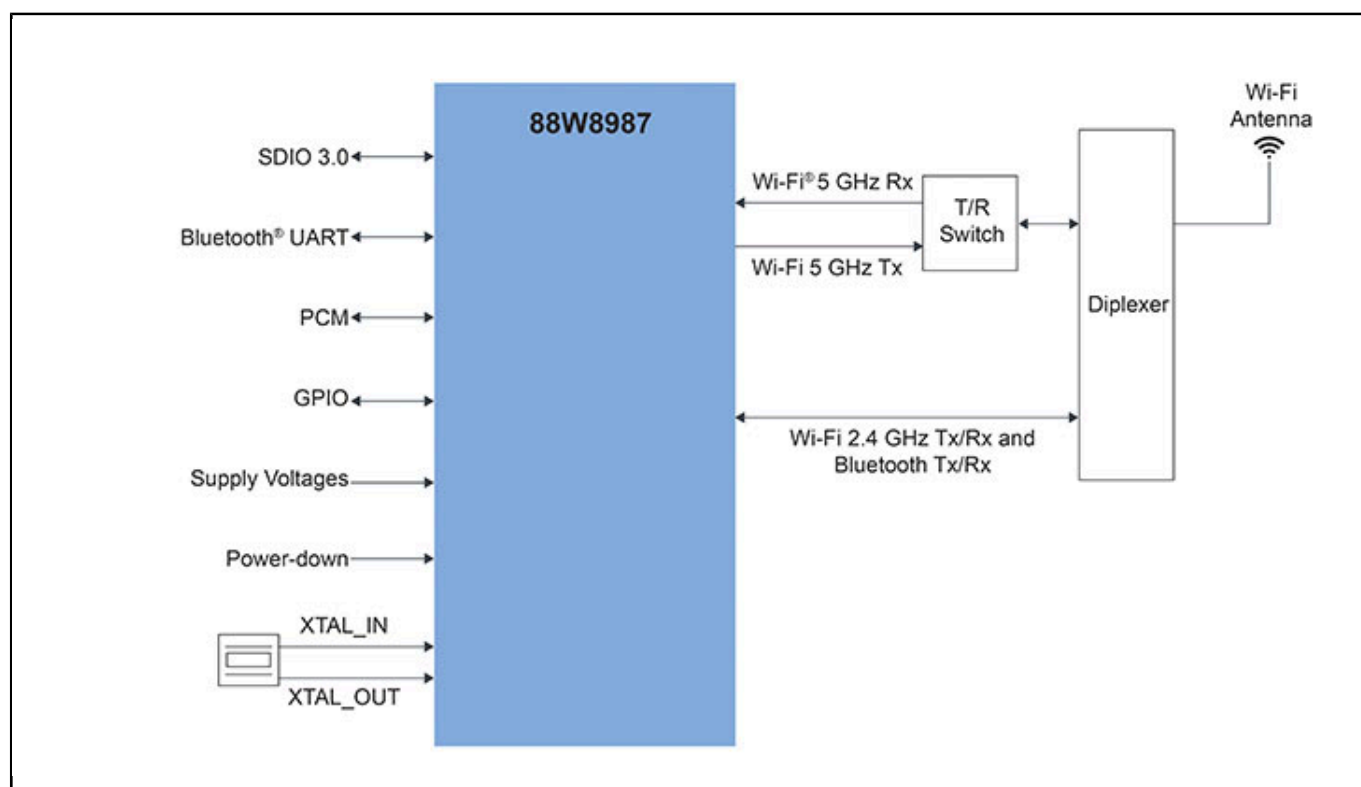 88W8987
SDIO 3.0
Bluetooth® UART
PCM
GPIO
Supply Voltages
Power-down
XTAL_IN
XTAL_OUT
Wi-Fi® 5 GHz Rx
Wi-Fi 5 GHz Tx
T/R
Switch
Wi-Fi 2.4 GHz Tx/Rx and
Bluetooth Tx/Rx
Diplexer
Wi-Fi
Antenna